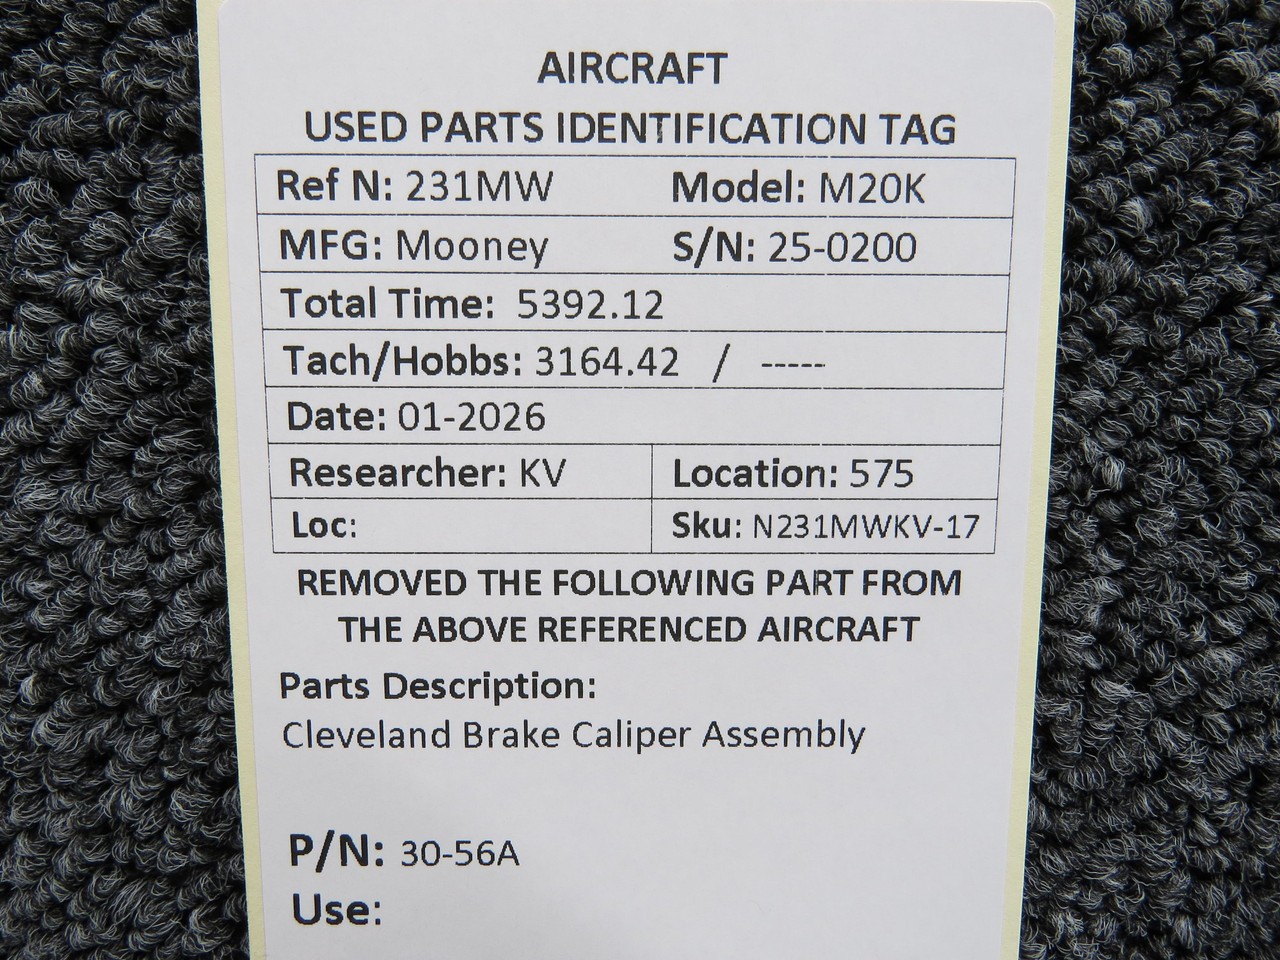 AIRCRAFT
USED PARTS IDENTIFICATION TAG
Ref N: 231MW Model: M20K
MFG: Mooney S/N: 25-0200
Total Time: 5392.12
Tach/Hobbs: 3164.42 / -----
Date: 01-2026
Researcher: KV Location: 575
Loc: Sku: N231MWKV-17
REMOVED THE FOLLOWING PART FROM
THE ABOVE REFERENCED AIRCRAFT
Parts Description:
Cleveland Brake Caliper Assembly
P/N: 30-56A
Use: